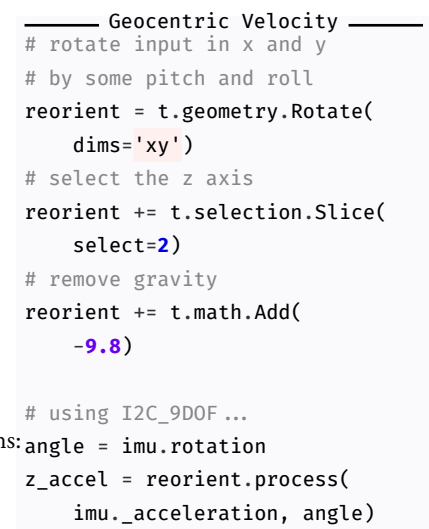 Geocentric Velocity
# rotate input in x and y
# by some pitch and roll
reorient = t.geometry.Rotate(
    dims='xy')
# select the z axis
reorient += t.selection.Slice(
    select=2)
# remove gravity
reorient += t.math.Add(
    -9.8)

# using I2C_9DOF ...
ns: angle = imu.rotation
z_accel = reorient.process(
    imu._acceleration, angle)